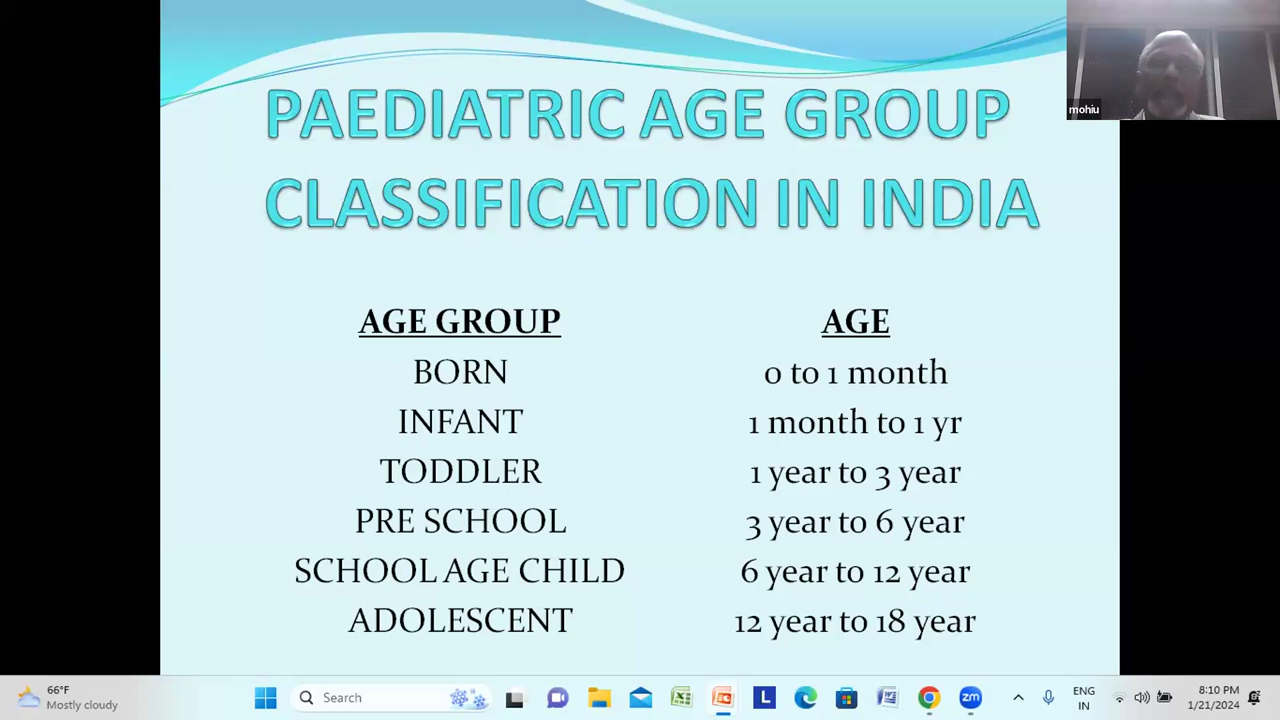 mohiu
PAEDIATRIC AGE GROUP
CLASSIFICATION IN INDIA
AGE GROUP AGE
BORN 0 to 1 month
INFANT 1 month to 1 yr
TODDLER 1 year to 3 year
PRE SCHOOL 3 year to 6 year
SCHOOL AGE CHILD 6 year to 12 year
ADOLESCENT 12 year to 18 year
66°F
Mostly cloudy
Search
L
zm
ENG
IN
8:10 PM
1/21/2024